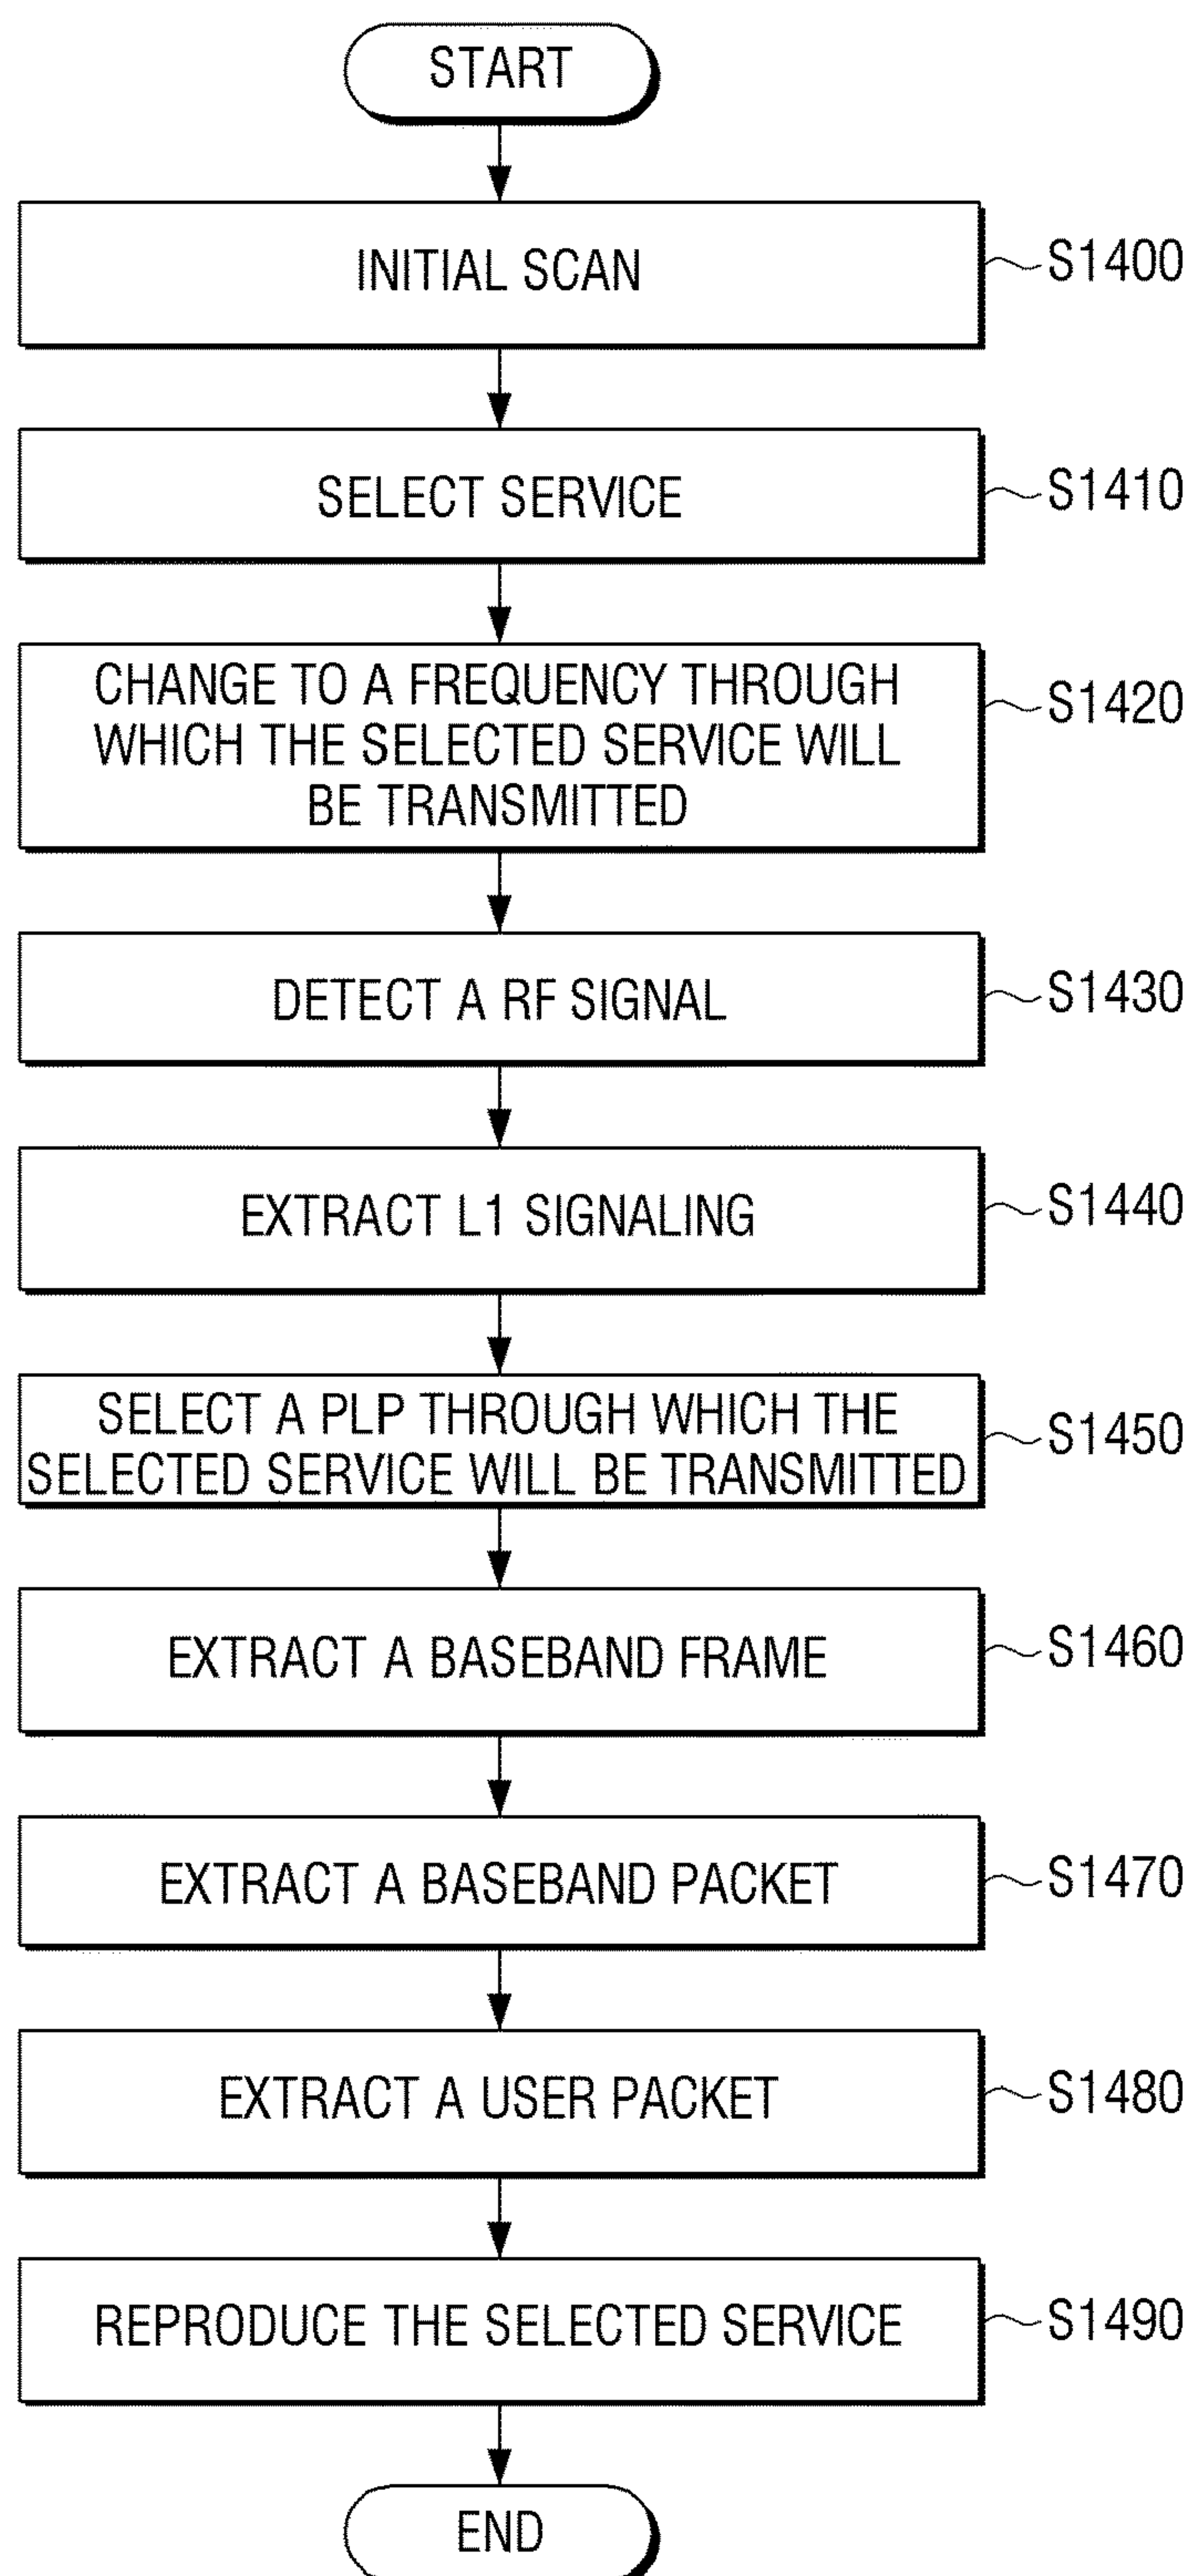 START
INITIAL SCAN
S1400
SELECT SERVICE
S1410
CHANGE TO A FREQUENCY THROUGH
WHICH THE SELECTED SERVICE WILL
BE TRANSMITTED
S1420
DETECT A RF SIGNAL
S1430
EXTRACT L1 SIGNALING
S1440
SELECT A PLP THROUGH WHICH THE
SELECTED SERVICE WILL BE TRANSMITTED
S1450
EXTRACT A BASEBAND FRAME
S1460
EXTRACT A BASEBAND PACKET
S1470
EXTRACT A USER PACKET
S1480
REPRODUCE THE SELECTED SERVICE
S1490
END